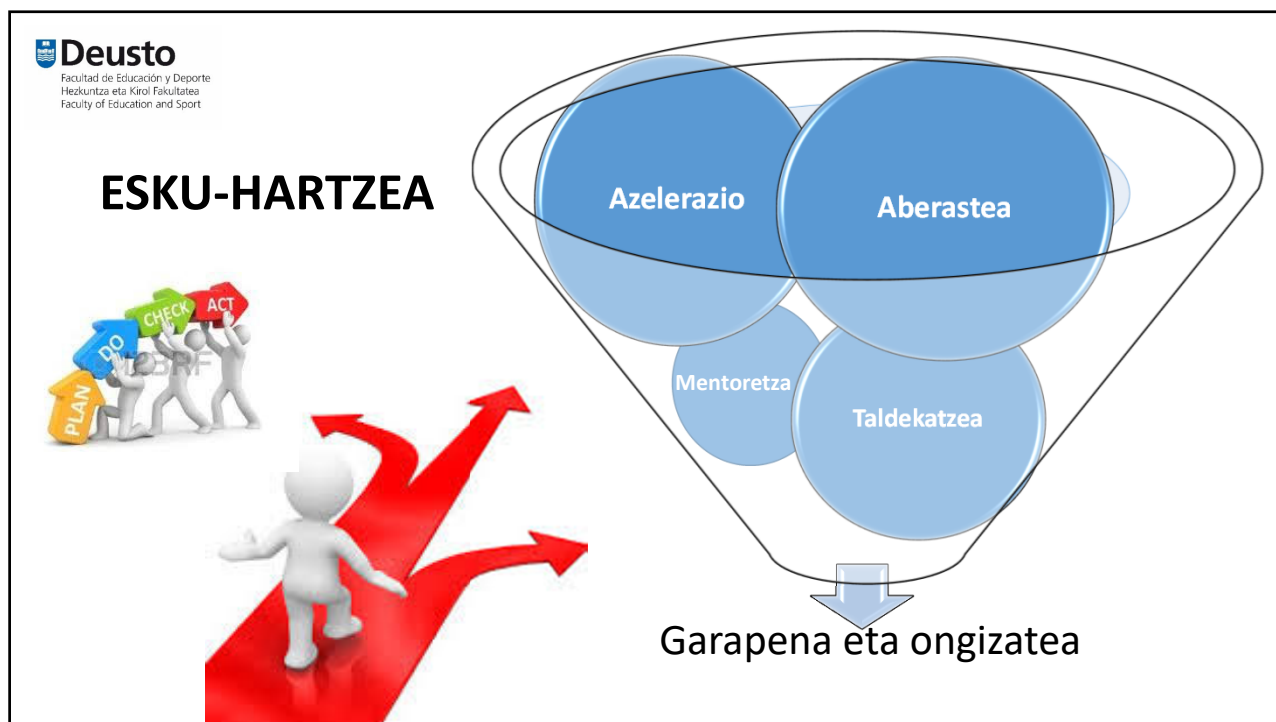 Deusto
Facultad de Educación y Deporte
Hezkuntza eta Kirol Fakultatea
Faculty of Education and Sport
ESKU-HARTZEA
Azelerazio
Aberastea
Mentoretza
Taldekatzea
PLAN
DO
CHECK
ACT
Garapena eta ongizatea